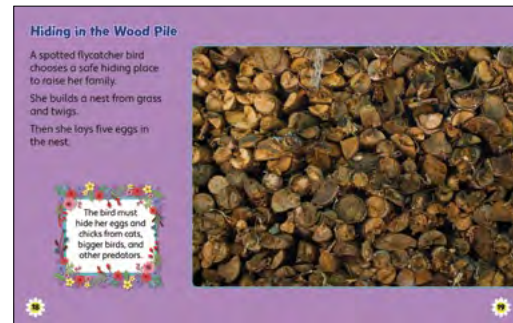 Hiding in the Wood Pile
A spotted flycatcher bird
chooses a safe hiding place
to raise her family.
She builds a nest from grass
and twigs.
Then she lays five eggs in
the nest.
The bird must
hide her eggs and
chicks from cats,
bigger birds, and
other predators.
18
19